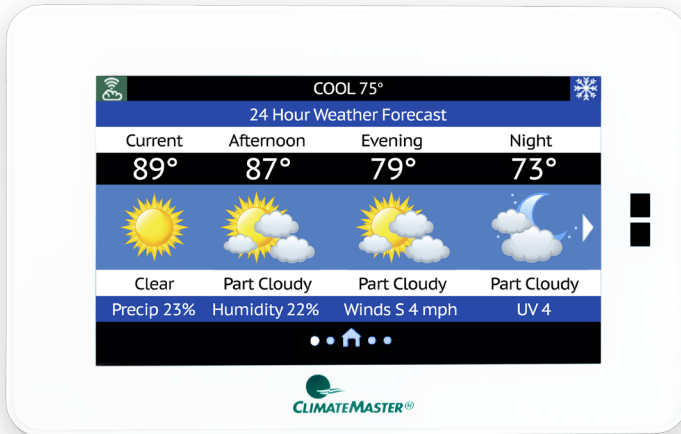 COOL 75°
24 Hour Weather Forecast
Current Afternoon Evening Night
89° 87° 79° 73°
Clear Part Cloudy Part Cloudy Part Cloudy
Precip 23% Humidity 22% Winds S 4 mph UV 4
CLIMATEMASTER®